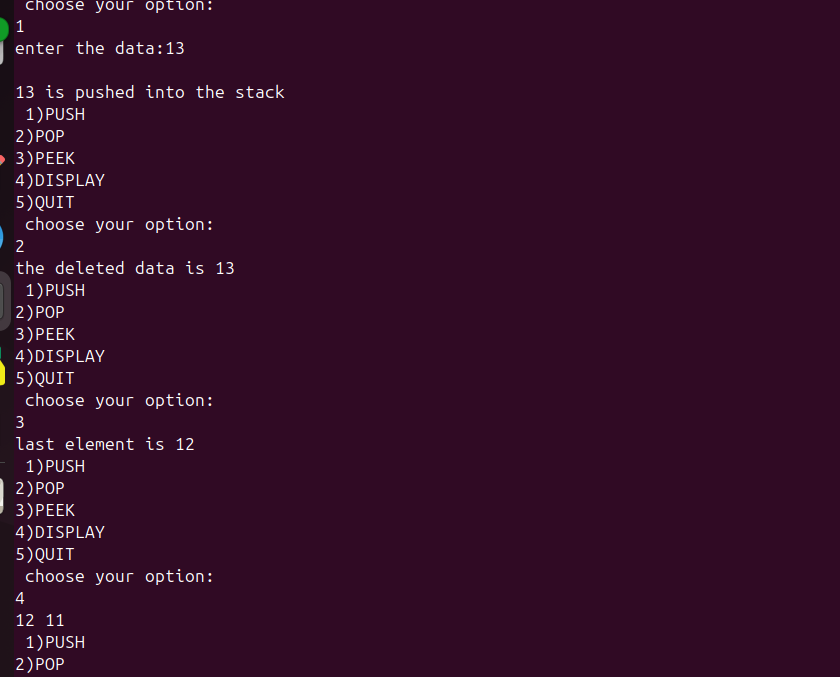 choose your option:
1
enter the data:13
13 is pushed into the stack
1)PUSH
2)POP
3)PEEK
4)DISPLAY
5)QUIT
choose your option:
2
the deleted data is 13
1)PUSH
2)POP
3)PEEK
4)DISPLAY
5)QUIT
choose your option:
3
last element is 12
1)PUSH
2)POP
3)PEEK
4)DISPLAY
5)QUIT
choose your option:
4
12 11
1)PUSH
2)POP